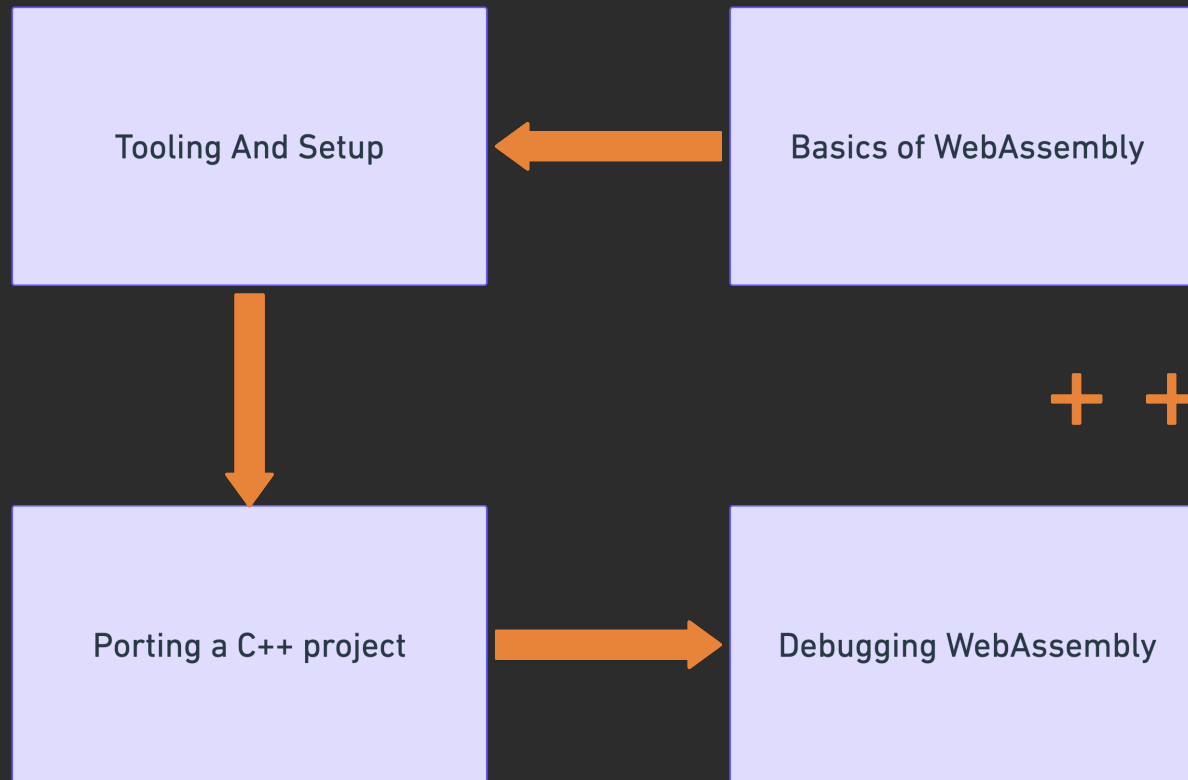 Tooling And Setup
Basics of WebAssembly
+ +
Porting a C++ project
Debugging WebAssembly